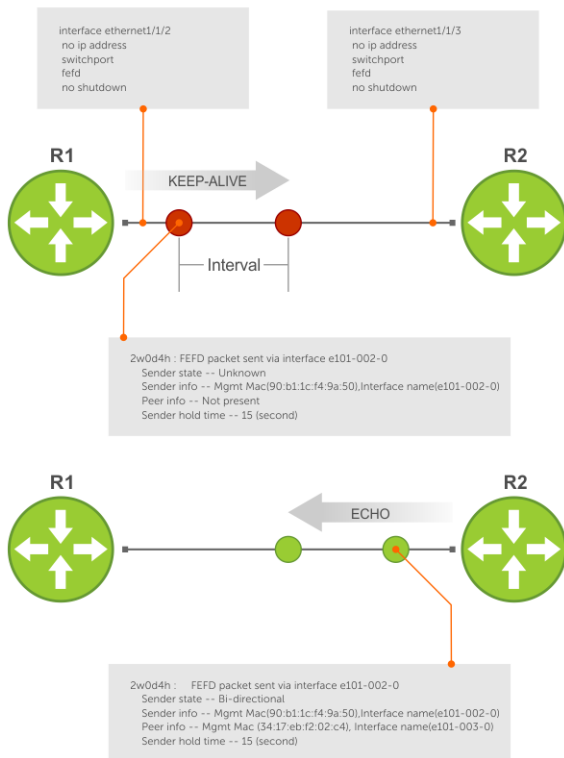 interface ethernet1/1/2
no ip address
switchport
fefd
no shutdown
interface ethernet1/1/3
no ip address
switchport
fefd
no shutdown
R1
R2
KEEP-ALIVE
Interval
2w0d4h : FEFD packet sent via interface e101-002-0
Sender state -- Unknown
Sender info -- Mgmt Mac(90:b1:1c:f4:9a:50),Interface name(e101-002-0)
Peer info -- Not present
Sender hold time -- 15 (second)
R1
R2
ECHO
2w0d4h : FEFD packet sent via interface e101-002-0
Sender state -- Bi-directional
Sender info -- Mgmt Mac(90:b1:1c:f4:9a:50),Interface name(e101-002-0)
Peer info -- Mgmt Mac (34:17:eb:f2:02:c4), Interface name(e101-003-0)
Sender hold time -- 15 (second)